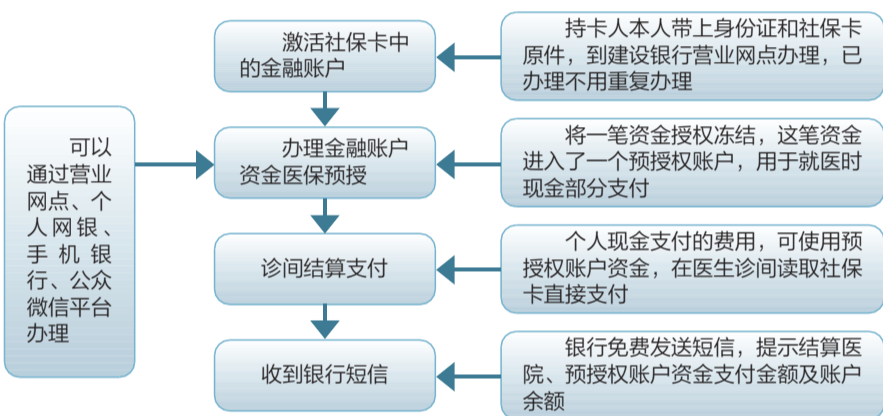 激活社保卡中
的金融账户
持卡人本人带上身份证和社保卡
原件，到建设银行营业网点办理，已
办理不用重复办理
可以
通过营业
网点、个
人网银、
手机银
行、公众
微信平台
办理
办理金融账户
资金医保预授
将一笔资金授权冻结，这笔资金
进入了一个预授权账户，用于就医时
现金部分支付
诊间结算支付
个人现金支付的费用，可使用预
授权账户资金，在医生诊间读取社保
卡直接支付
收到银行短信
银行免费发送短信，提示结算医
院、预授权账户资金支付金额及账户
余额